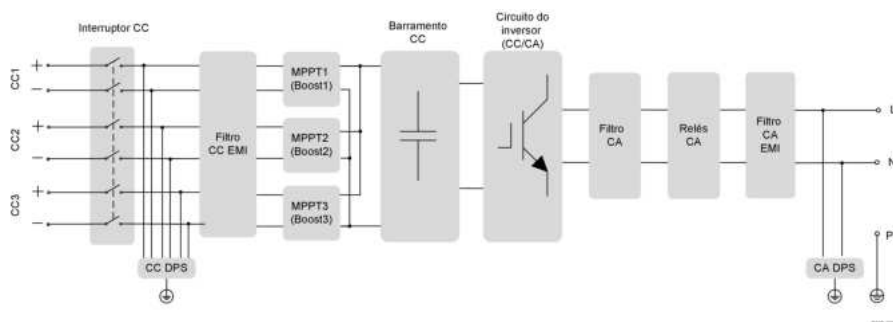 Interruptor CC
Barramento
CC
Circuito do
inversor
(CC/CA)
CC1
+
−
CC2
+
−
CC3
+
−
Filtro
CC EMI
MPPT1
(Boost1)
MPPT2
(Boost2)
MPPT3
(Boost3)
Filtro
CA
Relés
CA
Filtro
CA
EMI
L
N
P
CC DPS
CA DPS